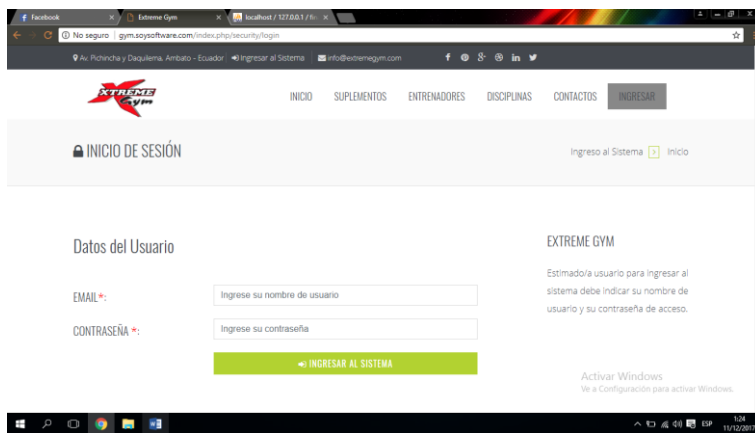 Facebook
Extreme Gym
localhost / 127.0.0.1 / fi
No seguro | gym.soysoftware.com/index.php/security/login
Av. Pichincha y Daquilema, Ambato - Ecuador
Ingresar al Sistema
info@extremegym.com
XTREME
Gym
INICIO
SUPLEMENTOS
ENTRENADORES
DISCIPLINAS
CONTACTOS
INGRESAR
INICIO DE SESIÓN
Ingreso al Sistema > Inicio
Datos del Usuario
EMAIL*:
Ingrese su nombre de usuario
CONTRASEÑA *:
Ingrese su contraseña
INGRESAR AL SISTEMA
EXTREME GYM
Estimado/a usuario para ingresar al
sistema debe indicar su nombre de
usuario y su contraseña de acceso.
Activar Windows
Ve a Configuración para activar Windows.
ESP
1:24